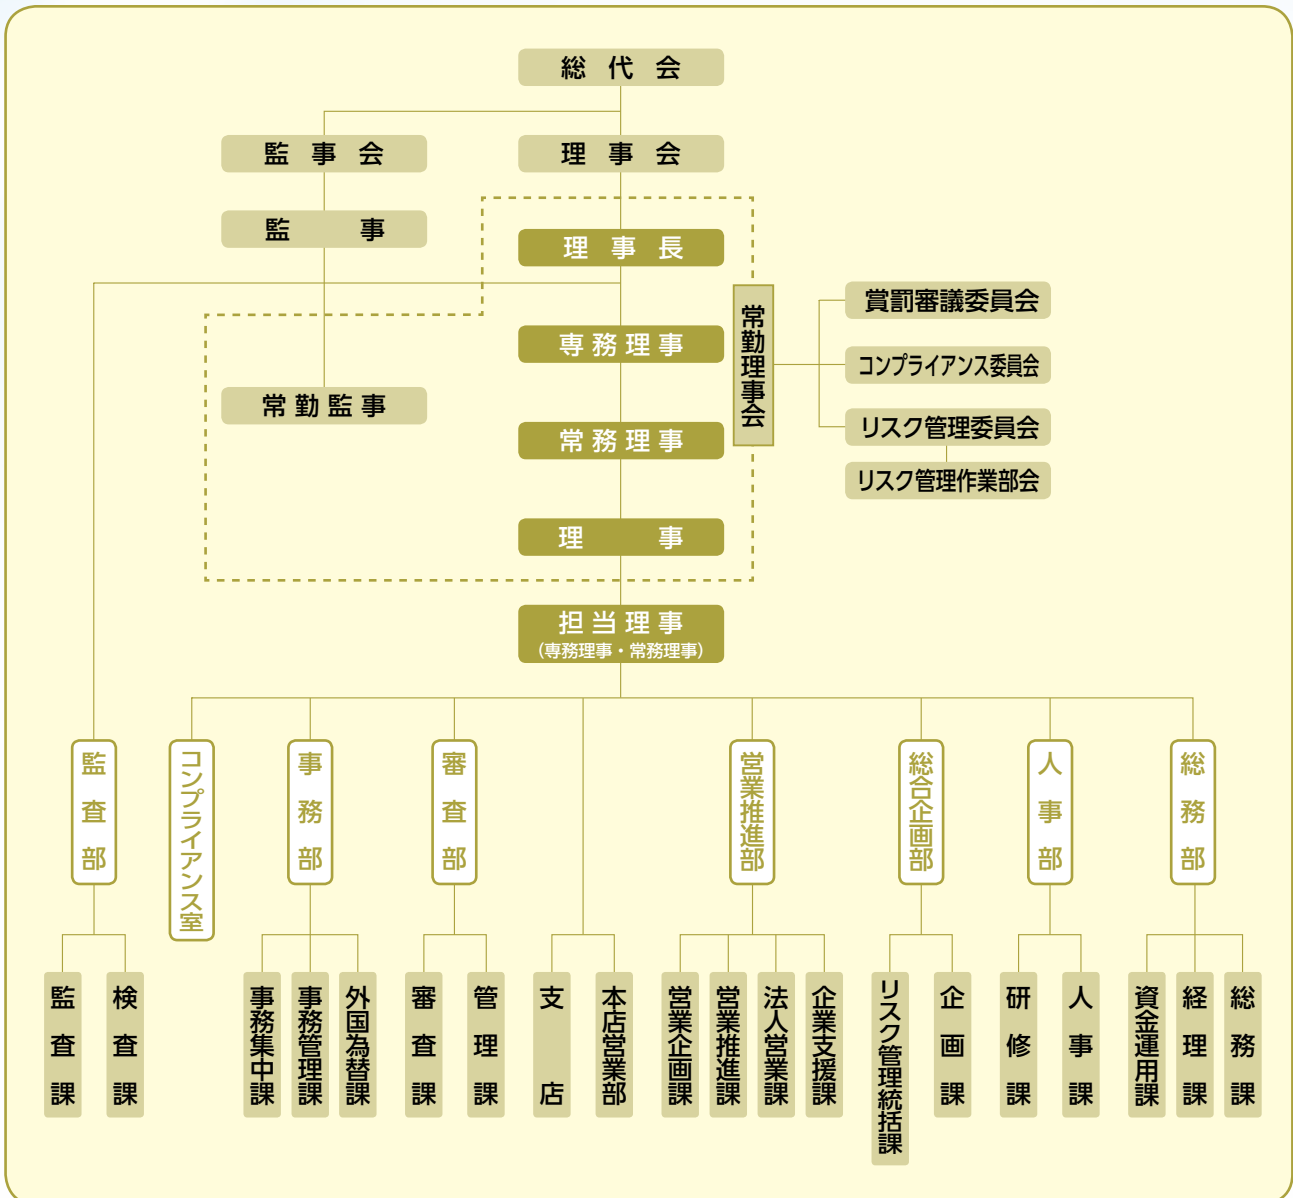 総代会
監事会
理事会
監事
理事長
専務理事
常勤監事
常務理事
理事
常勤理事会
賞罰審議委員会
コンプライアンス委員会
リスク管理委員会
リスク管理作業部会
担当理事
(専務理事・常務理事)
監査部
コンプライアンス室
事務部
審査部
営業推進部
総合企画部
人事部
総務部
監査課
検査課
事務集中課
事務管理課
外国為替課
審査課
管理課
支店
本店営業部
営業企画課
営業推進課
法人営業課
企業支援課
リスク管理統括課
企画課
研修課
人事課
資金運用課
経理課
総務課